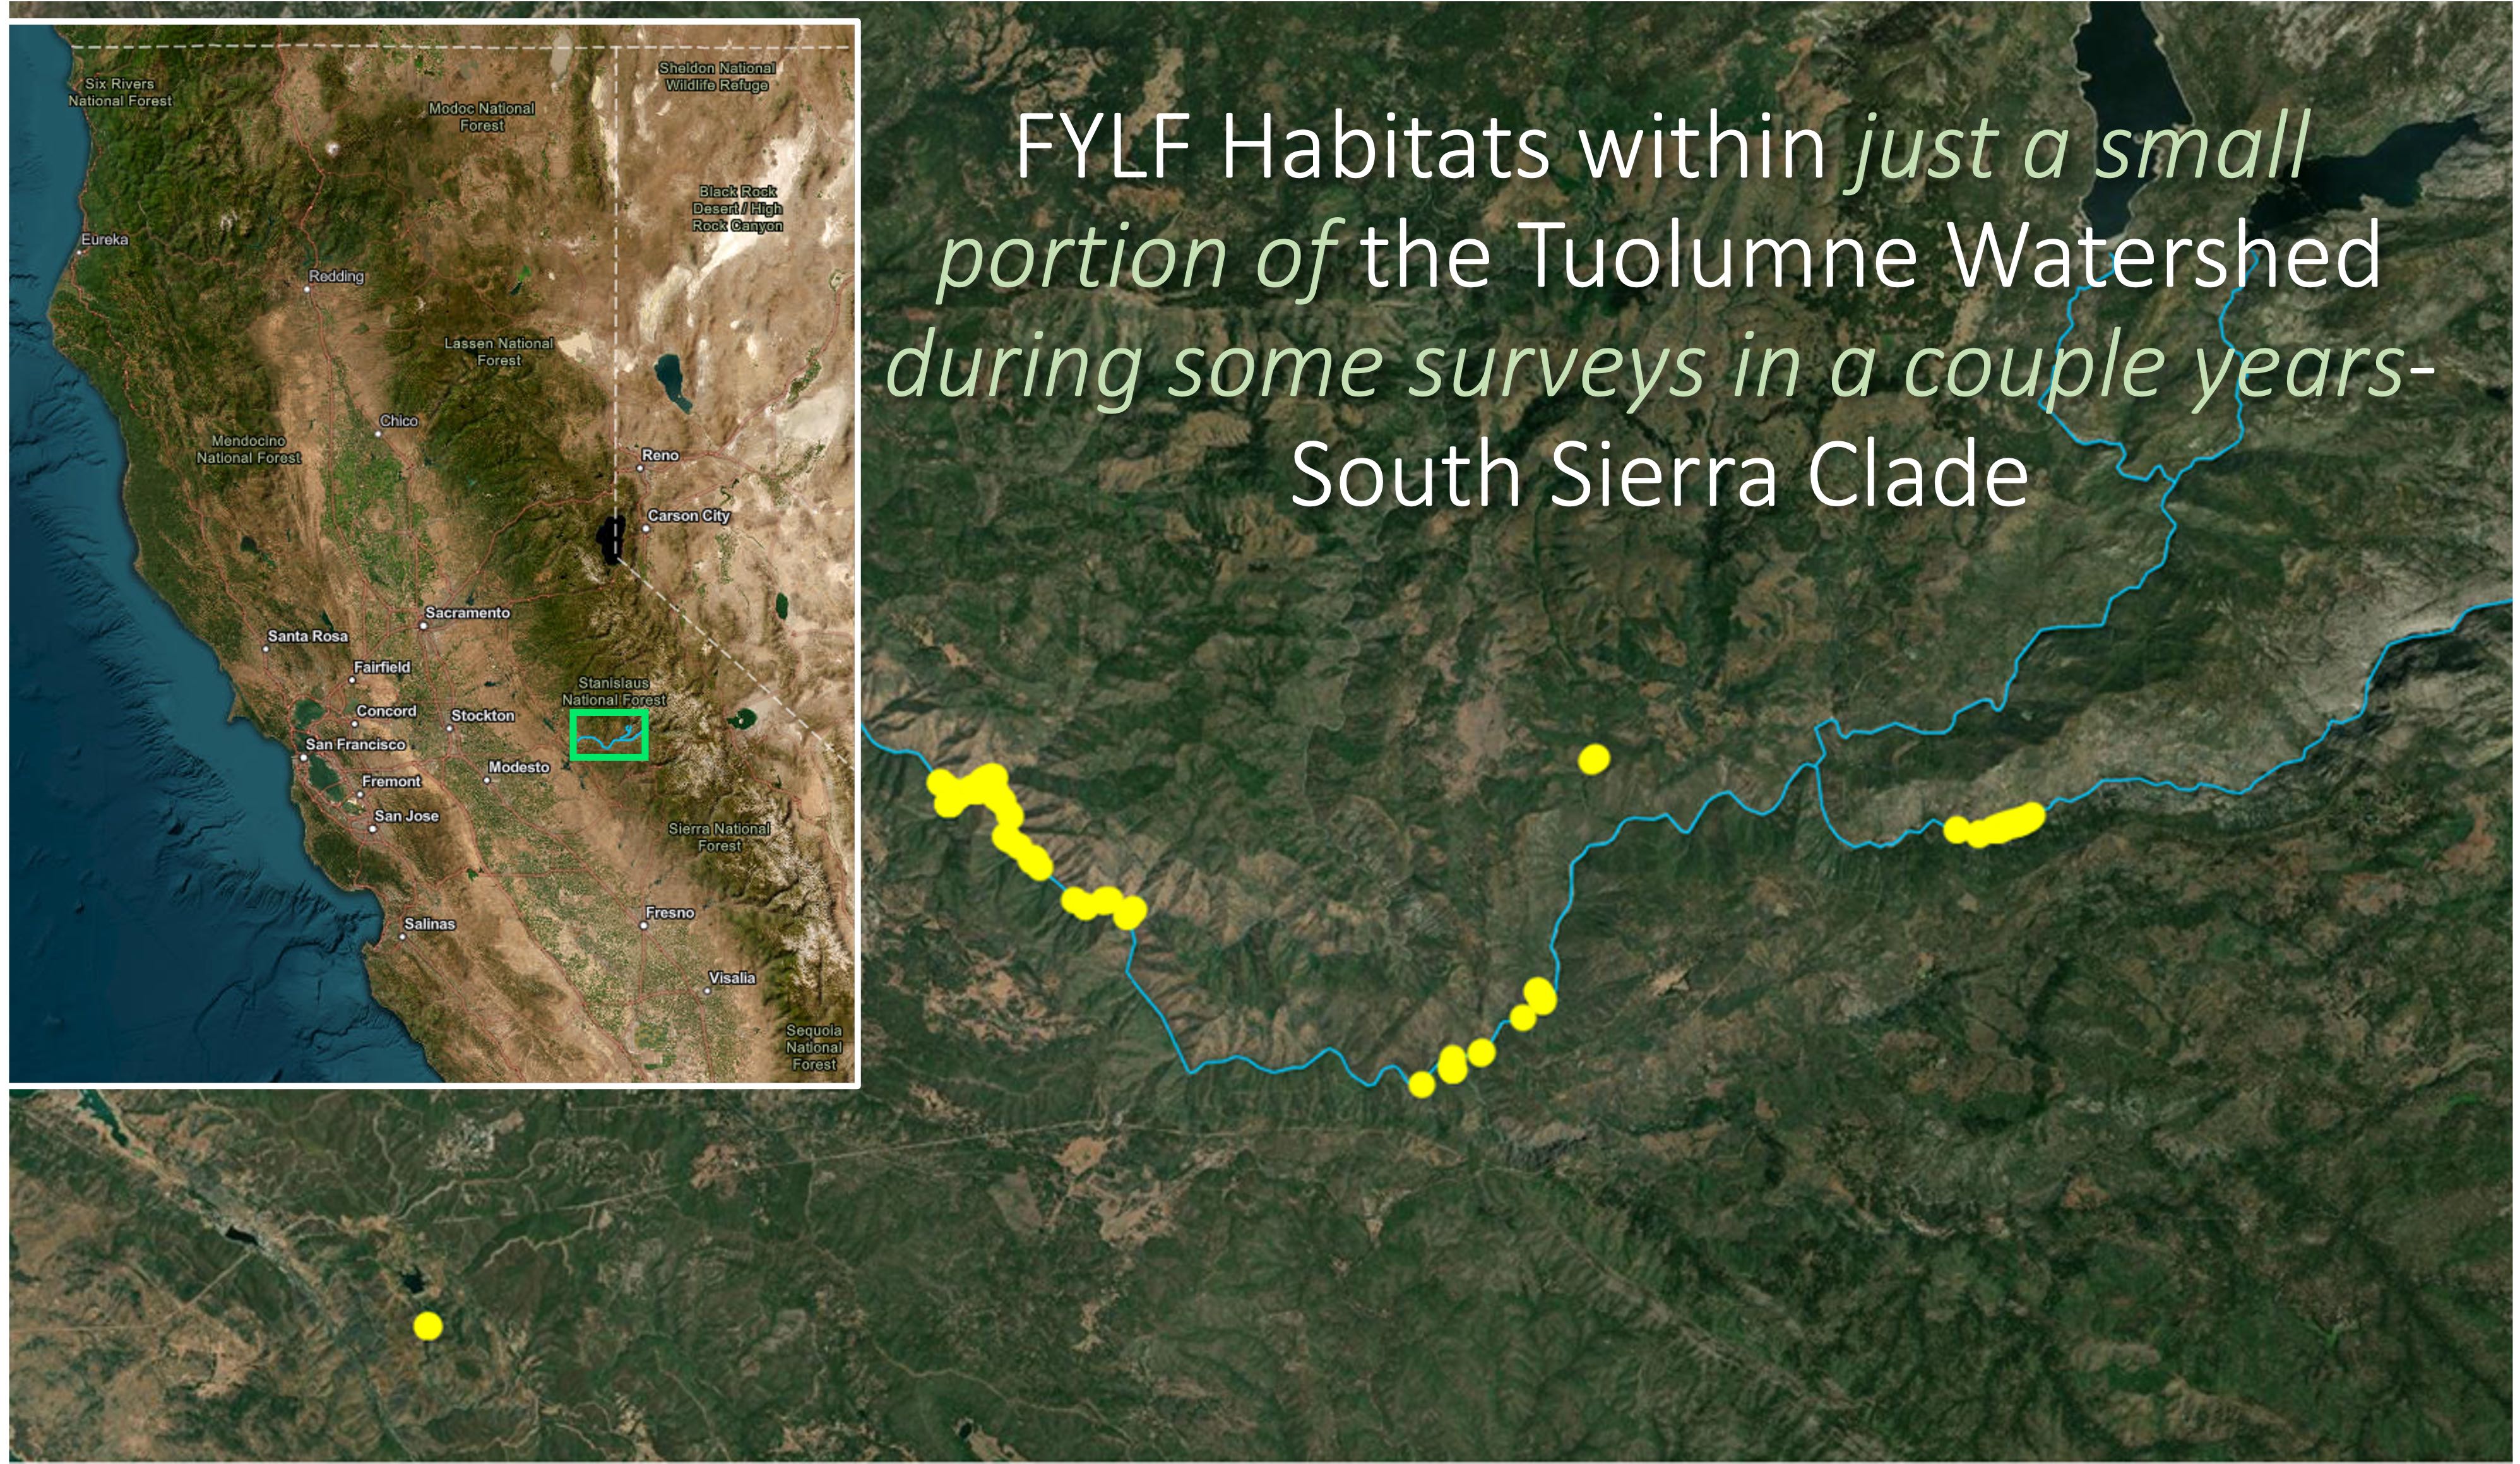 FYLF Habitats within just a small
portion of the Tuolumne Watershed
during some surveys in a couple years-
South Sierra Clade
Six Rivers
National Forest
Modoc National
Forest
Sheldon National
Wildlife Refuge
Black Rock
Desert / High
Rock Canyon
Eureka
Redding
Lassen National
Forest
Chico
Mendocino
National Forest
Reno
Carson City
Sacramento
Santa Rosa
Fairfield
Stanislaus
National Forest
Concord
Stockton
San Francisco
Modesto
Fremont
San Jose
Sierra National
Forest
Fresno
Salinas
Visalia
Sequoia
National
Forest